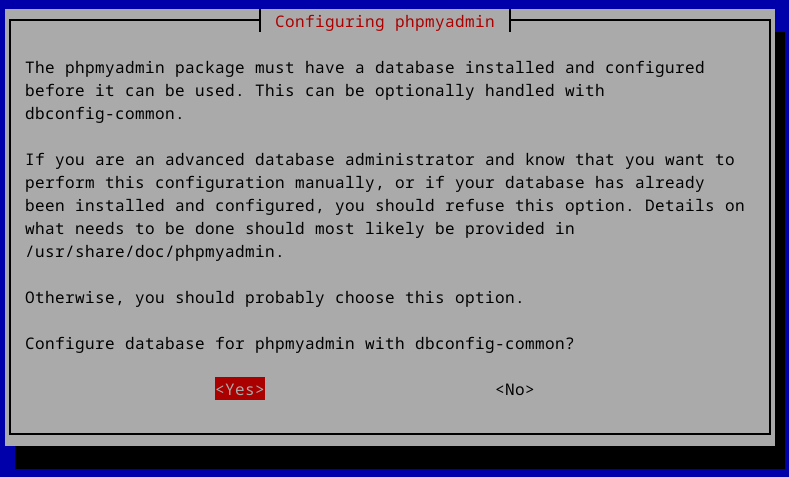 Configuring phpmyadmin
The phpmyadmin package must have a database installed and configured
before it can be used. This can be optionally handled with
dbconfig-common.
If you are an advanced database administrator and know that you want to
perform this configuration manually, or if your database has already
been installed and configured, you should refuse this option. Details on
what needs to be done should most likely be provided in
/usr/share/doc/phpmyadmin.
Otherwise, you should probably choose this option.
Configure database for phpmyadmin with dbconfig-common?
<Yes> <No>